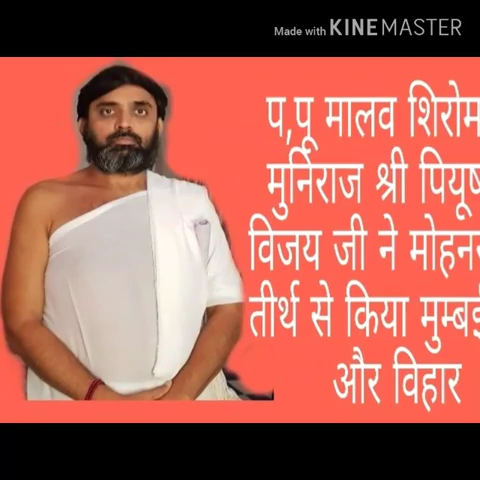 Made with KINEMASTER
प,पू मालव शिरोम
मुर्निराज श्री पियूष
विजय जी ने मोहन
तीर्थ से किया मुम्बई
और विहार